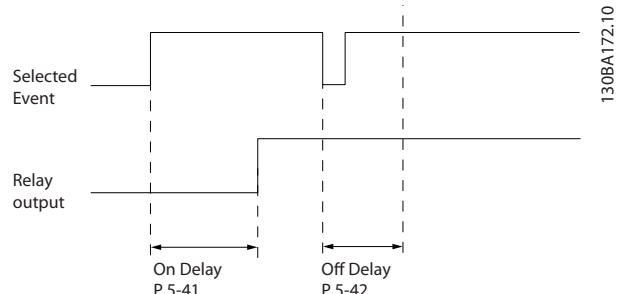 Selected
Event
Relay
output
On Delay
P 5-41
Off Delay
P 5-42
130BA172.10